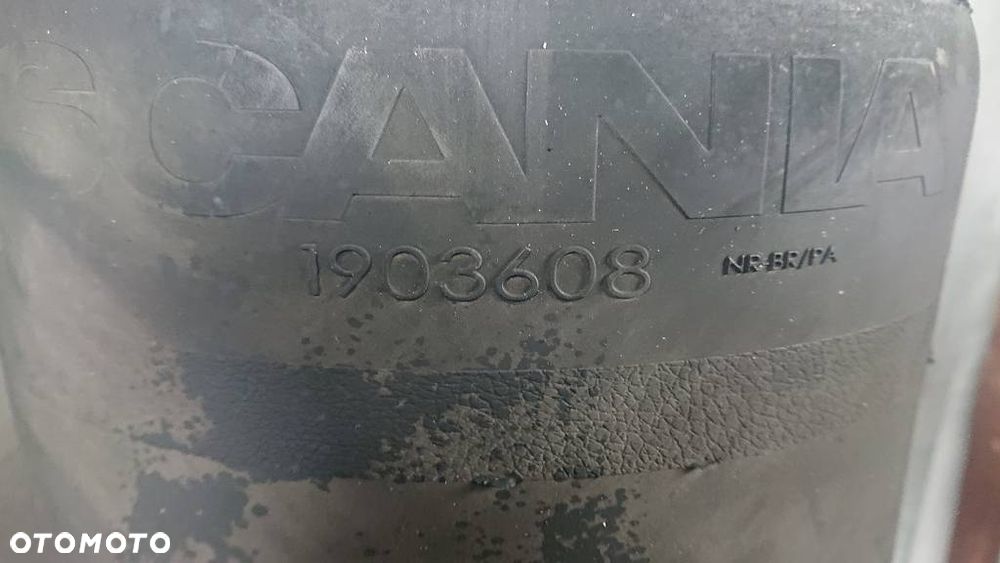 SCANIA
1903608
NR-BR/PA
OTOMOTO